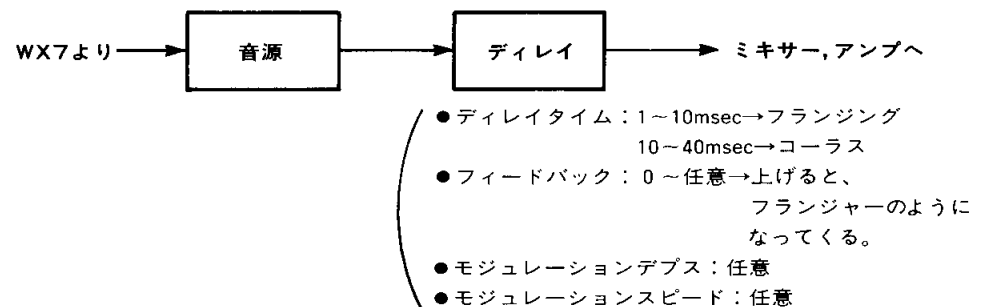 WX7より 音源 ディレイ ミキサー,アンプへ
●ディレイタイム：1～10msec→フランジング
10～40msec→コーラス
●フィードバック：0～任意→上げると、
フランジャーのように
なってくる。
●モジュレーションデプス：任意
●モジュレーションスピード：任意